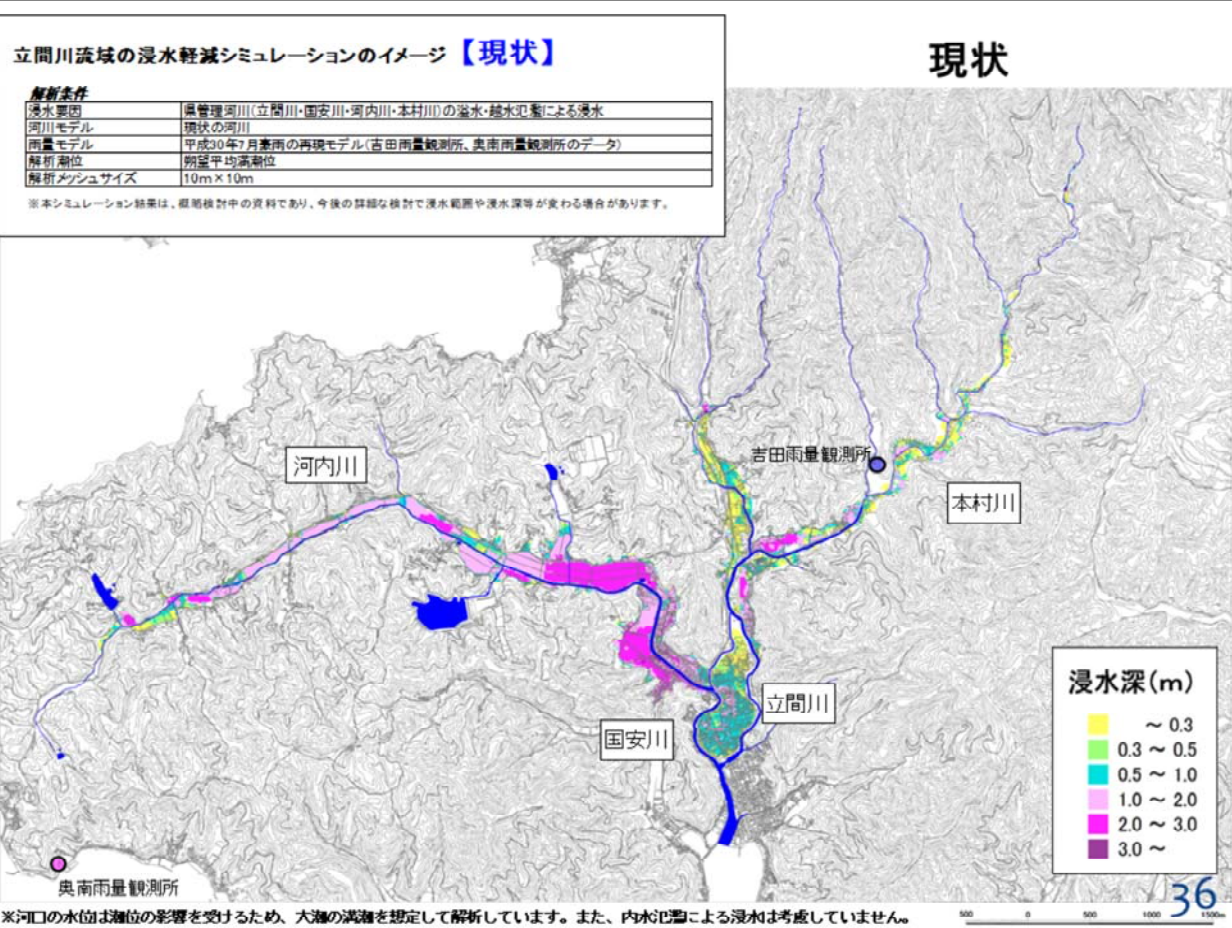 立間川流域の浸水軽減シミュレーションのイメージ【現状】
現状
解析条件
浸水要因 県管理河川(立間川・国安川・河内川・本村川)の溢水・越水氾濫による浸水
河川モデル 現状の河川
雨量モデル 平成30年7月豪雨の再現モデル(吉田雨量観測所、奥南雨量観測所のデータ)
解析潮位 朔望平均満潮位
解析メッシュサイズ 10m×10m
※本シミュレーション結果は、概略検討中の資料であり、今後の詳細な検討で浸水範囲や浸水深等が変わる場合があります。
河内川
吉田雨量観測所
本村川
立間川
国安川
奥南雨量観測所
浸水深(m)
~ 0.3
0.3 ~ 0.5
0.5 ~ 1.0
1.0 ~ 2.0
2.0 ~ 3.0
3.0 ~
36
※河口の水位は潮位の影響を受けるため、大潮の満潮を想定して解析しています。また、内水氾濫による浸水は考慮していません。
500 0 500 1000 1500m